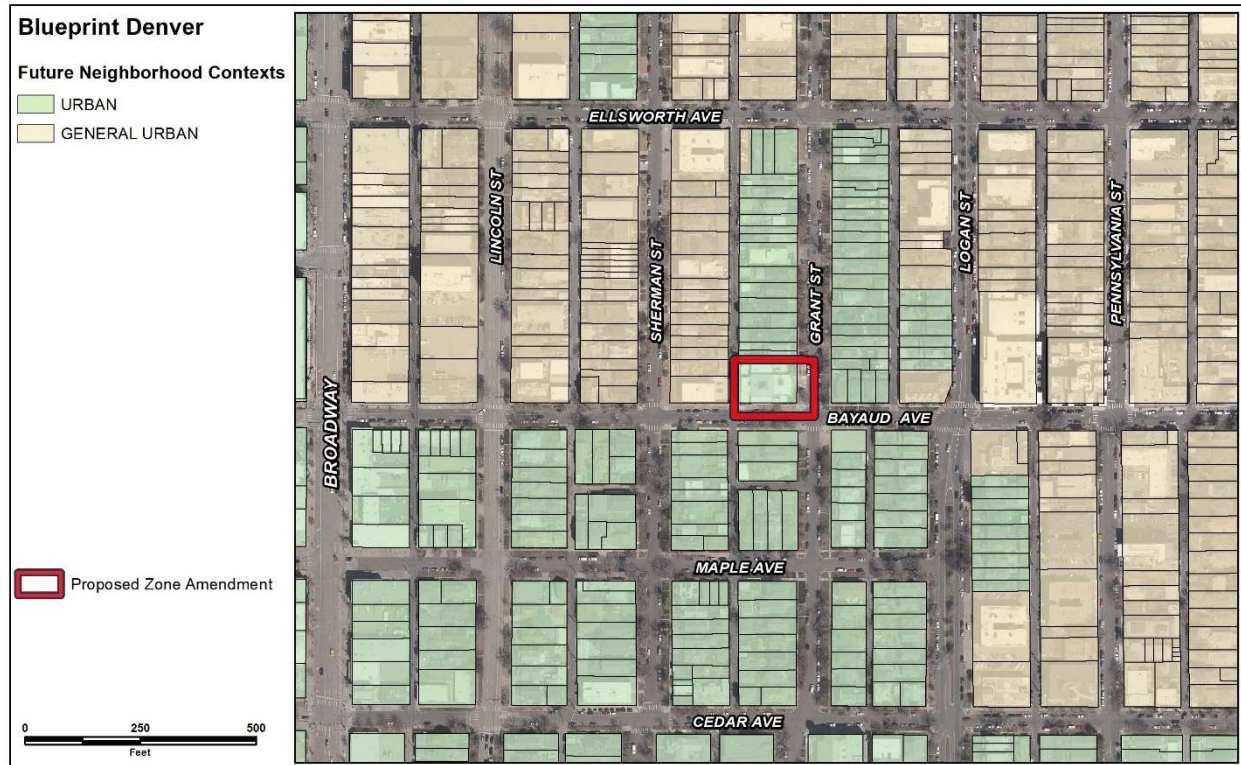 Blueprint Denver
Future Neighborhood Contexts
URBAN
GENERAL URBAN
Proposed Zone Amendment
0 250 500
Feet
ELLSWORTH AVE
LINCOLN ST
SHERMAN ST
GRANT ST
LOGAN ST
PENNSYLVANIA ST
BROADWAY
BAYAUD AVE
MAPLE AVE
CEDAR AVE